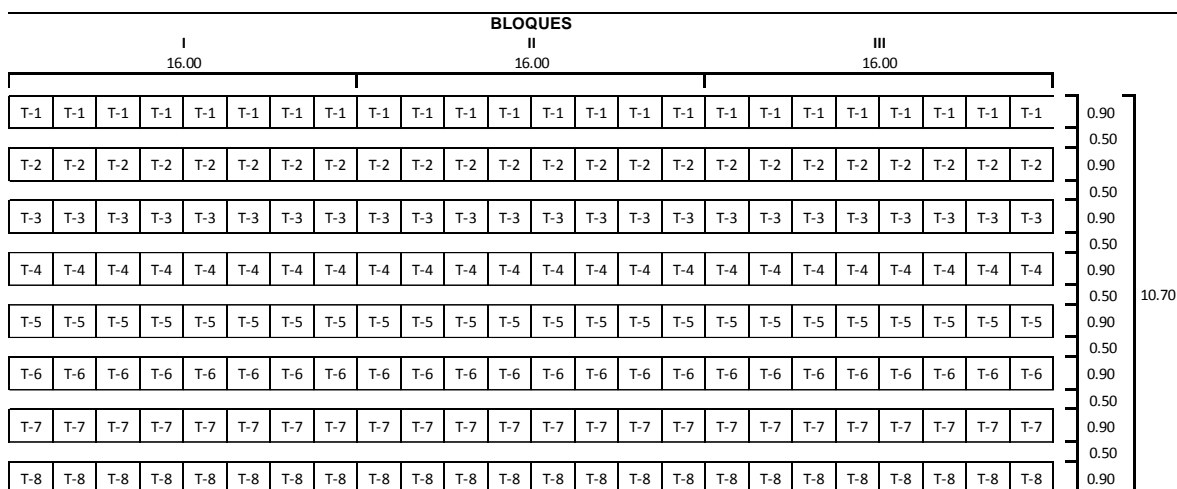 BLOQUES
I II III
16.00 16.00 16.00
T-1 T-1 T-1 T-1 T-1 T-1 T-1 T-1 T-1 T-1 T-1 T-1 T-1 T-1 T-1 T-1 T-1 T-1 T-1 T-1 T-1 T-1 T-1 T-1 0.90
0.50
T-2 T-2 T-2 T-2 T-2 T-2 T-2 T-2 T-2 T-2 T-2 T-2 T-2 T-2 T-2 T-2 T-2 T-2 T-2 T-2 T-2 T-2 T-2 T-2 0.90
0.50
T-3 T-3 T-3 T-3 T-3 T-3 T-3 T-3 T-3 T-3 T-3 T-3 T-3 T-3 T-3 T-3 T-3 T-3 T-3 T-3 T-3 T-3 T-3 T-3 0.90
0.50
T-4 T-4 T-4 T-4 T-4 T-4 T-4 T-4 T-4 T-4 T-4 T-4 T-4 T-4 T-4 T-4 T-4 T-4 T-4 T-4 T-4 T-4 T-4 T-4 0.90
0.50 10.70
T-5 T-5 T-5 T-5 T-5 T-5 T-5 T-5 T-5 T-5 T-5 T-5 T-5 T-5 T-5 T-5 T-5 T-5 T-5 T-5 T-5 T-5 T-5 T-5 0.90
0.50
T-6 T-6 T-6 T-6 T-6 T-6 T-6 T-6 T-6 T-6 T-6 T-6 T-6 T-6 T-6 T-6 T-6 T-6 T-6 T-6 T-6 T-6 T-6 T-6 0.90
0.50
T-7 T-7 T-7 T-7 T-7 T-7 T-7 T-7 T-7 T-7 T-7 T-7 T-7 T-7 T-7 T-7 T-7 T-7 T-7 T-7 T-7 T-7 T-7 T-7 0.90
0.50
T-8 T-8 T-8 T-8 T-8 T-8 T-8 T-8 T-8 T-8 T-8 T-8 T-8 T-8 T-8 T-8 T-8 T-8 T-8 T-8 T-8 T-8 T-8 T-8 0.90